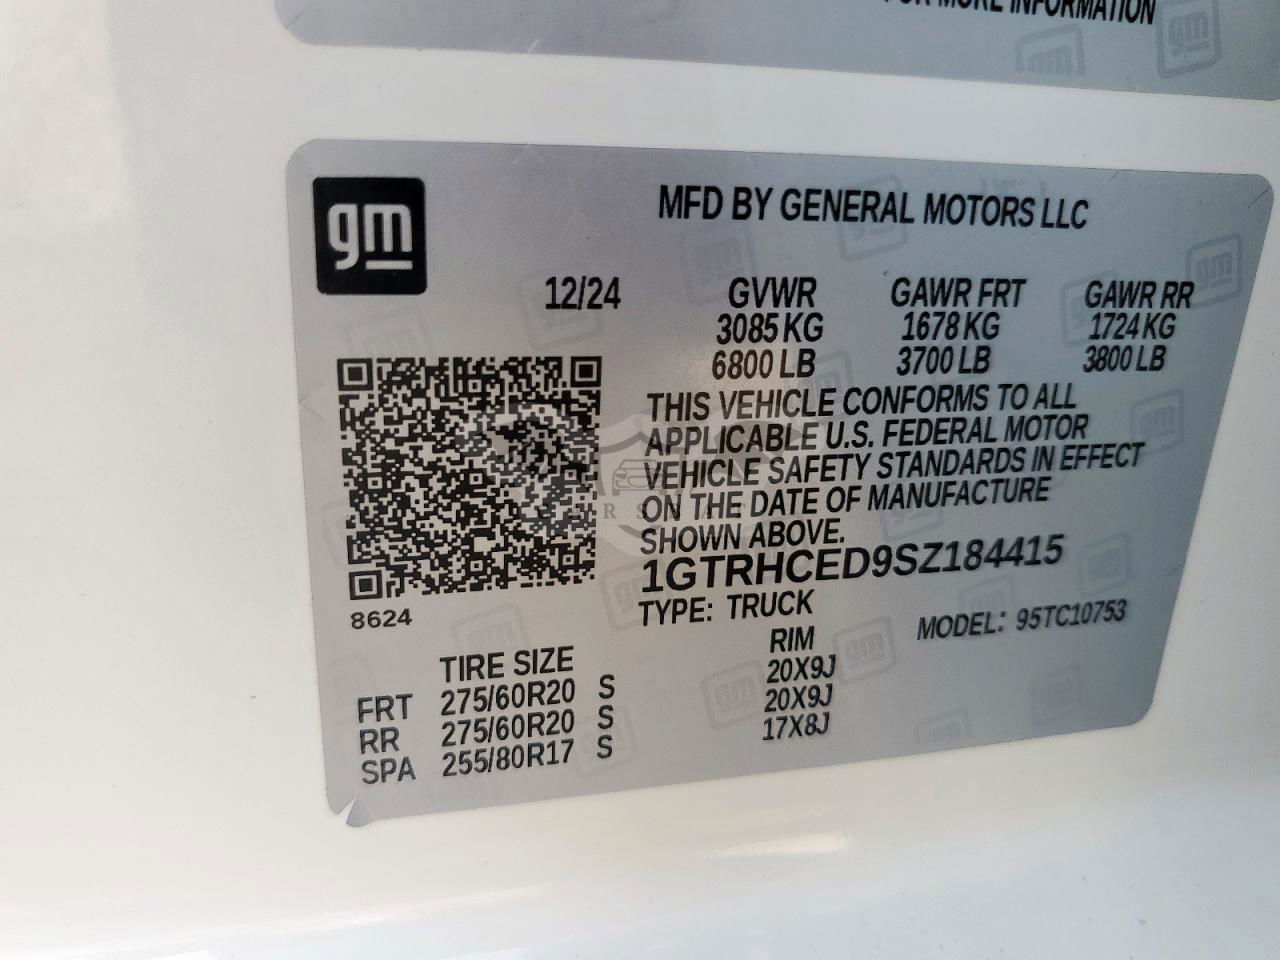 FOR MORE INFORMATION
gm
MFD BY GENERAL MOTORS LLC
12/24 GVWR GAWR FRT GAWR RR
3085 KG 1678 KG 1724 KG
6800 LB 3700 LB 3800 LB
THIS VEHICLE CONFORMS TO ALL
APPLICABLE U.S. FEDERAL MOTOR
VEHICLE SAFETY STANDARDS IN EFFECT
ON THE DATE OF MANUFACTURE
SHOWN ABOVE.
1GTRHCED9SZ184415
8624
TYPE: TRUCK MODEL: 95TC10753
TIRE SIZE RIM
FRT 275/60R20 S 20X9J
RR 275/60R20 S 20X9J
SPA 255/80R17 S 17X8J